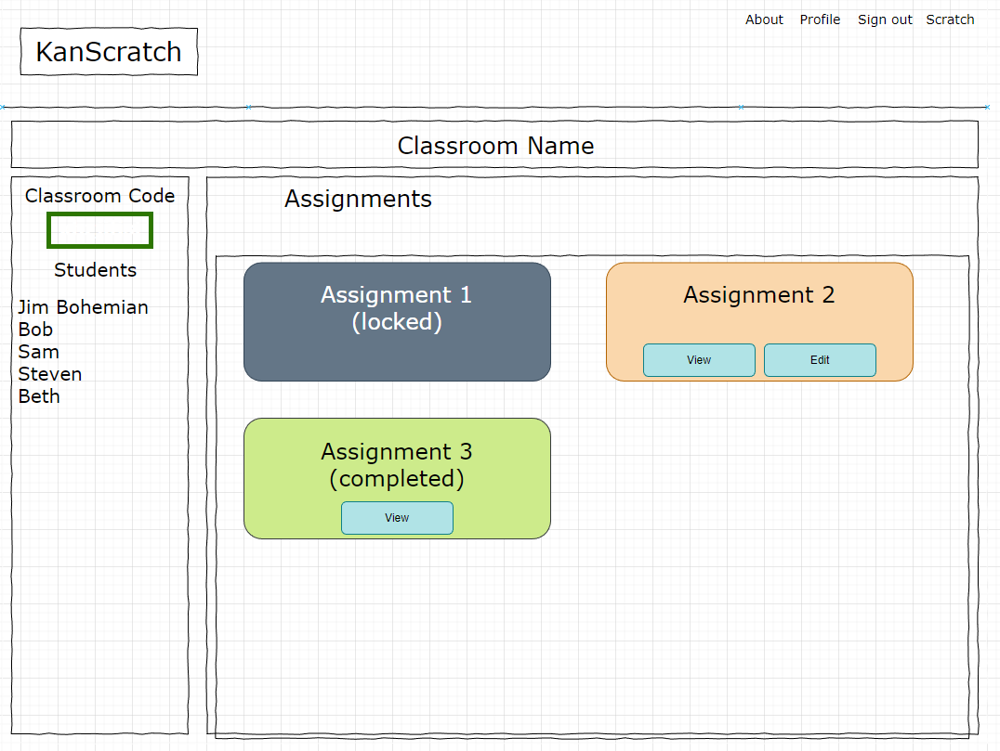 About Profile Sign out Scratch
KanScratch
Classroom Name
Classroom Code
Students
Jim Bohemian
Bob
Sam
Steven
Beth
Assignments
Assignment 1
(locked)
Assignment 2
View Edit
Assignment 3
(completed)
View